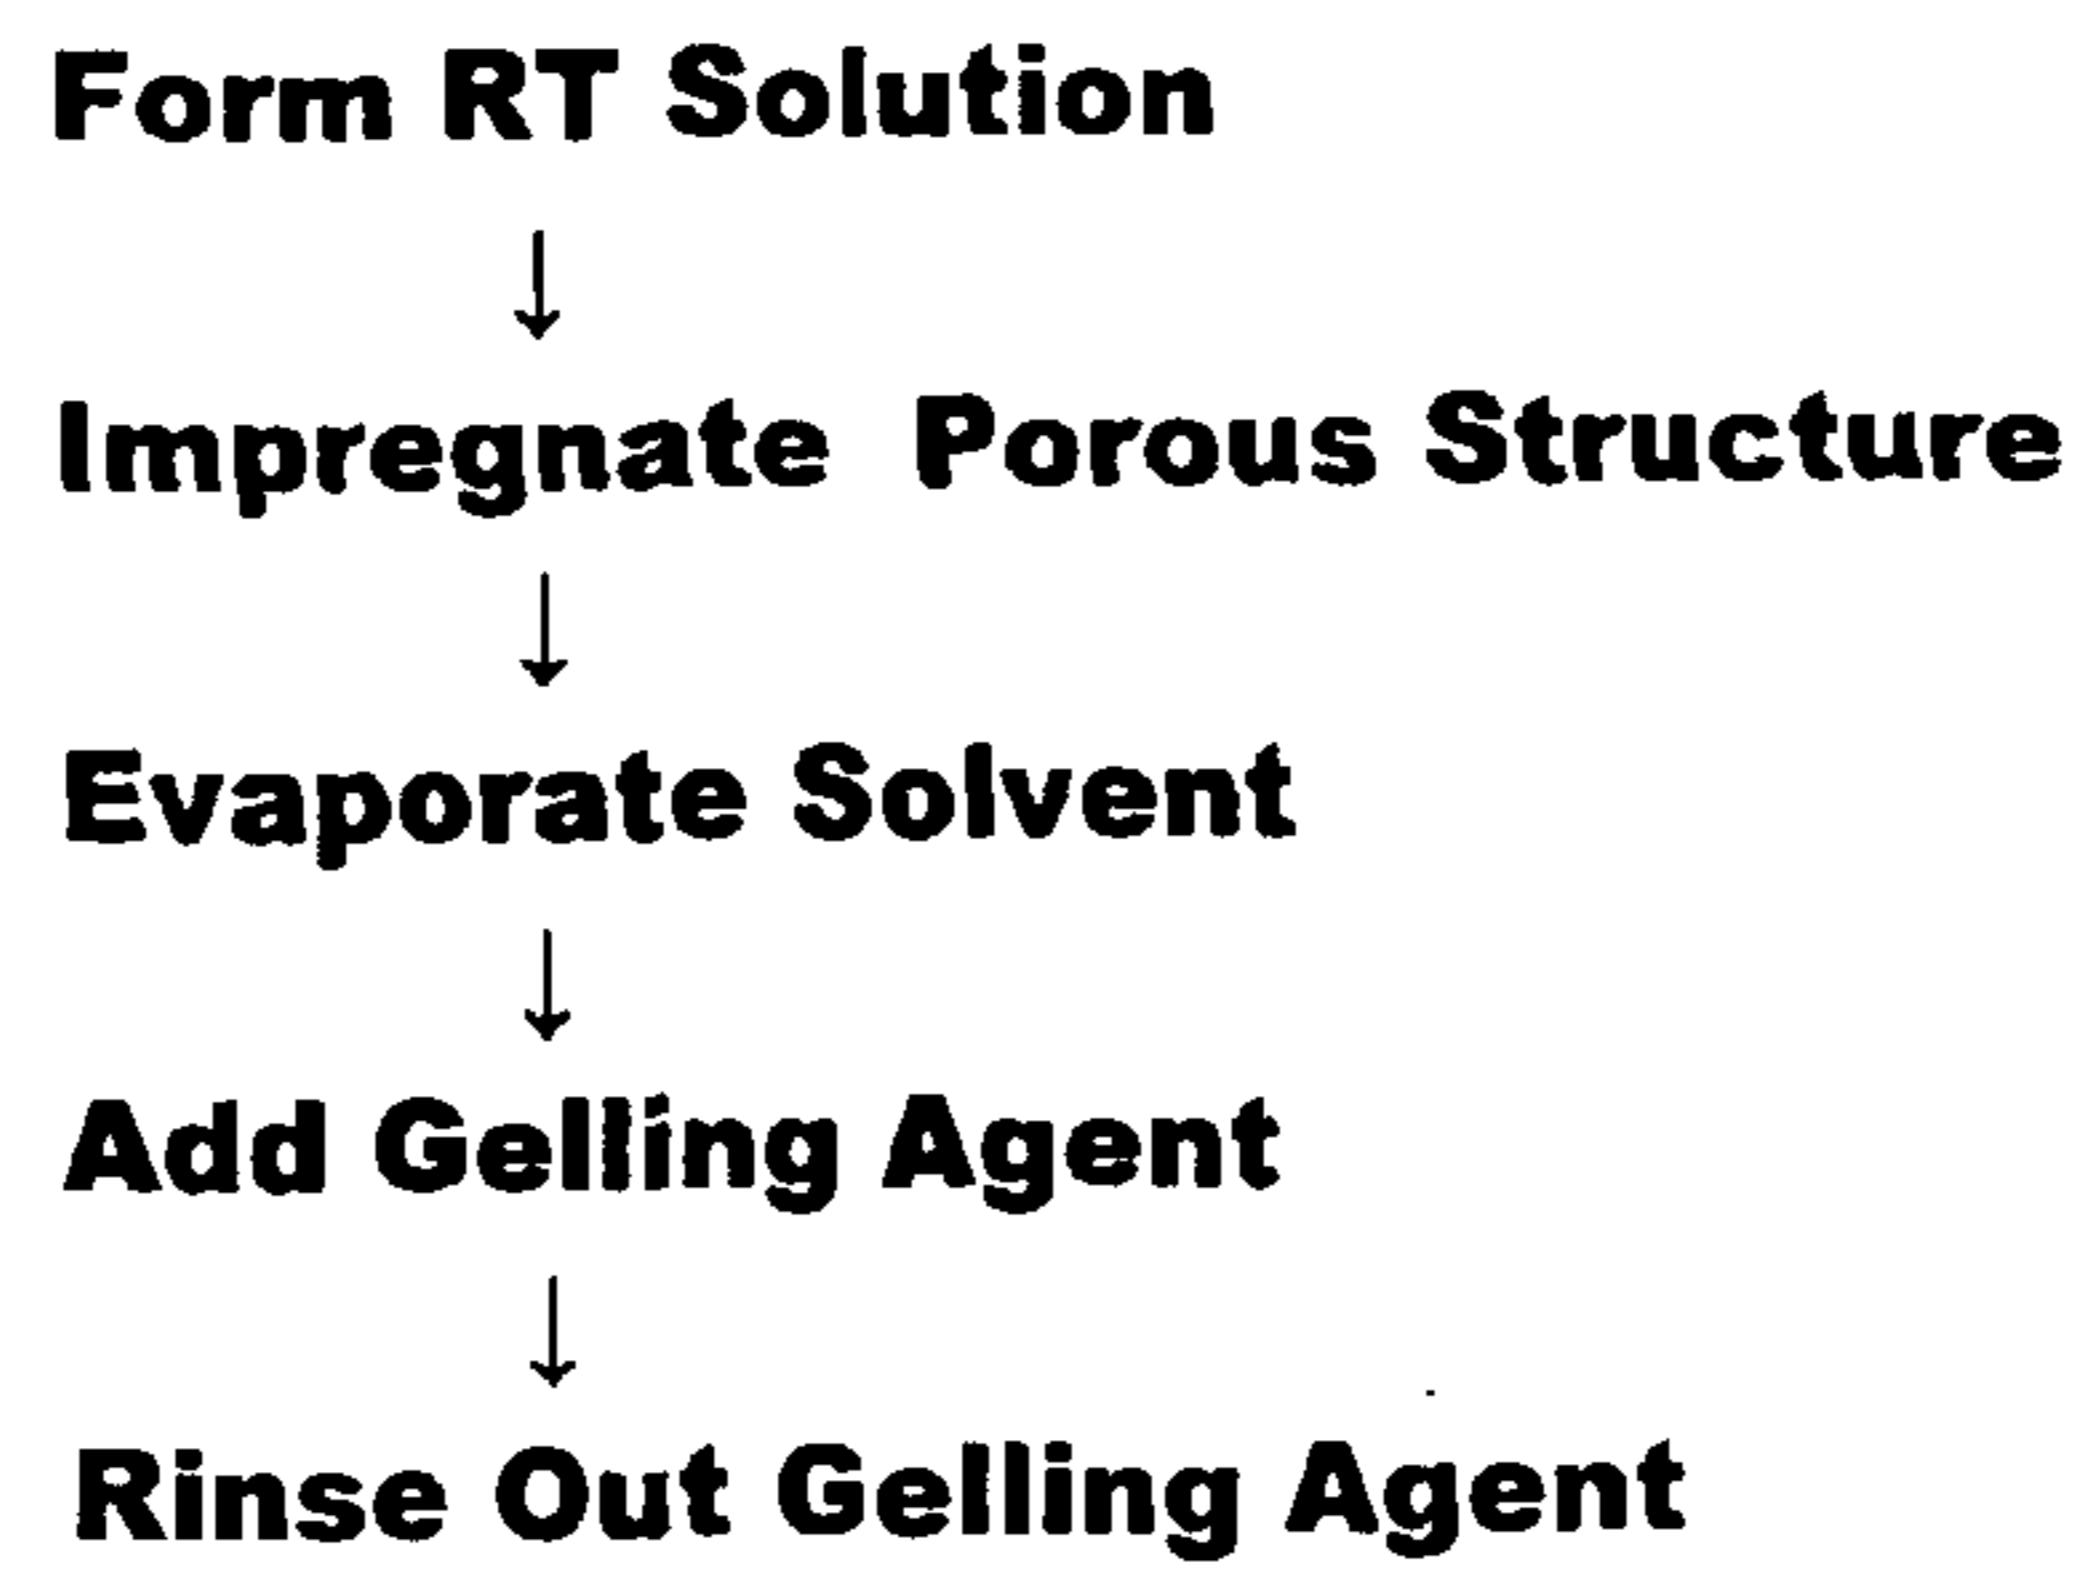 Form RT Solution
Impregnate Porous Structure
Evaporate Solvent
Add Gelling Agent
Rinse Out Gelling Agent